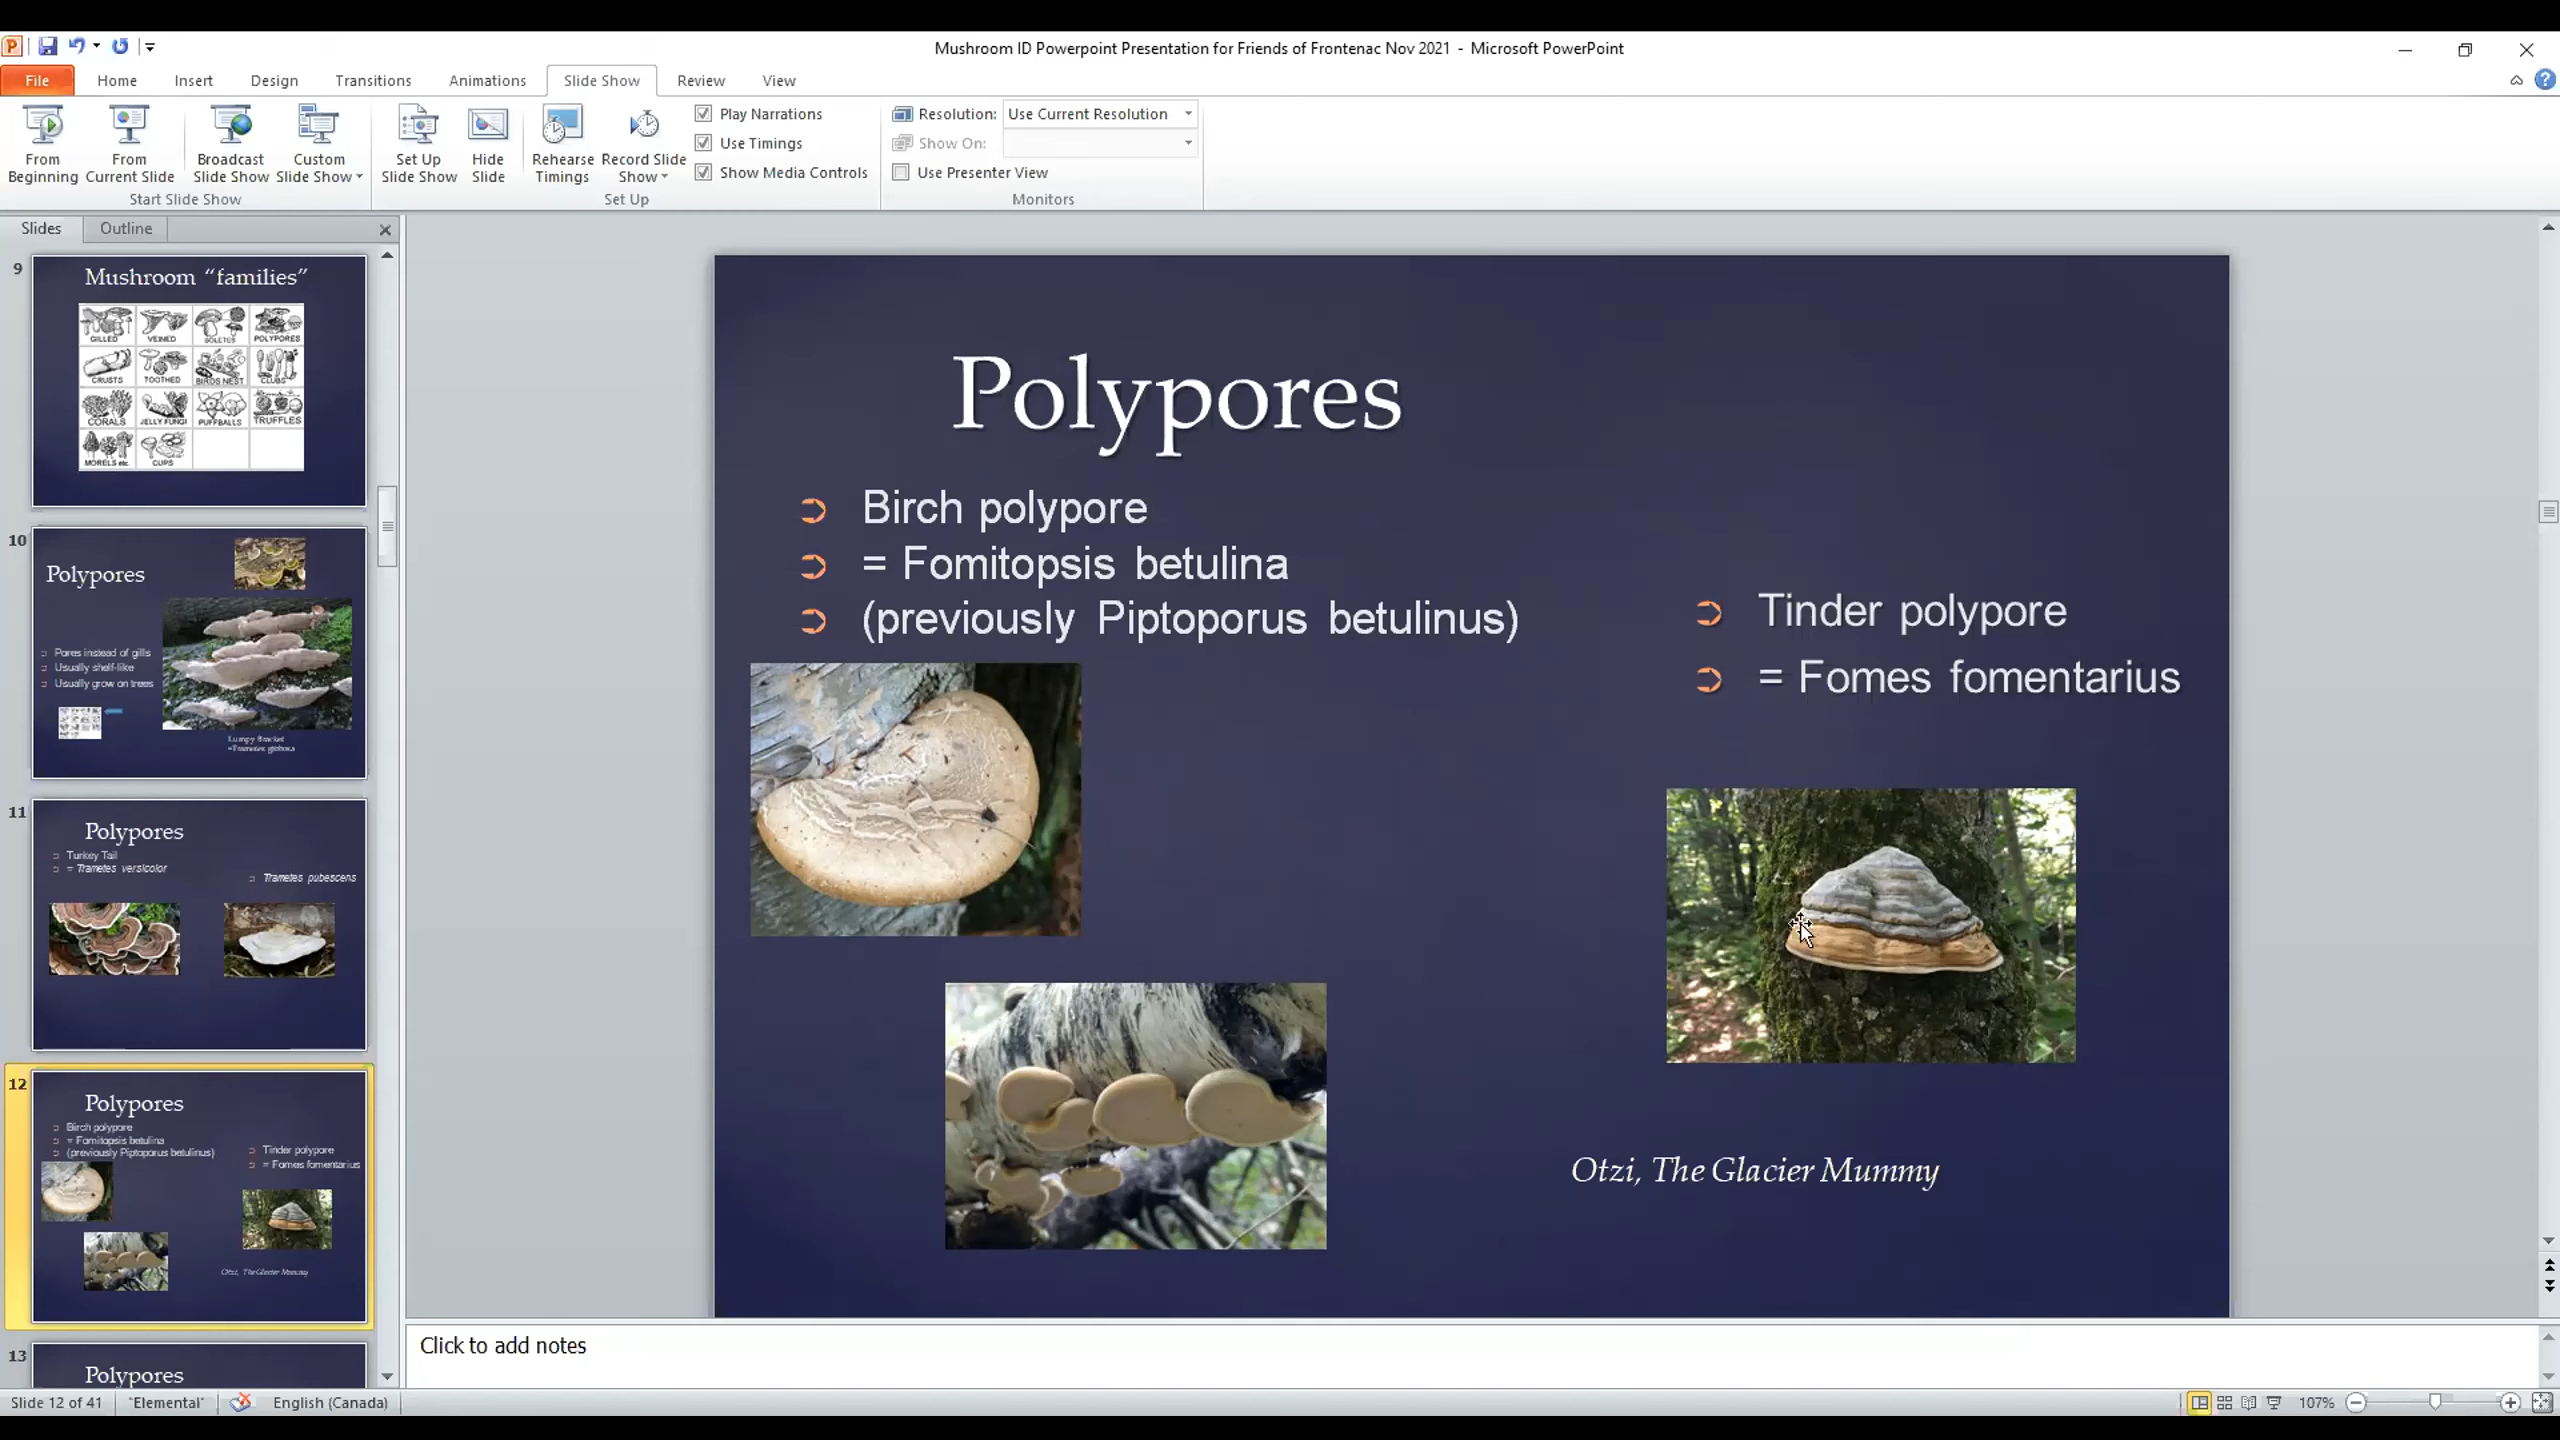 Mushroom ID Powerpoint Presentation for Friends of Frontenac Nov 2021 - Microsoft PowerPoint
File Home Insert Design Transitions Animations Slide Show Review View
From Beginning
From Current Slide
Broadcast Slide Show
Custom Slide Show
Set Up Slide Show
Hide Slide
Rehearse Timings
Record Slide Show
Play Narrations
Use Timings
Show Media Controls
Resolution: Use Current Resolution
Show On:
Use Presenter View
Start Slide Show
Set Up
Monitors
Slides Outline
9
Mushroom “families”
GILLED VEINED BOLETES POLYPORES
CRUSTS TOOTHED BIRDS NEST CLUBS
CORALS JELLY FUNGI PUFFBALLS TRUFFLES
MORELS etc. CUPS
10
Polypores
Pores instead of gills
Usually shelf-like
Usually grow on trees
Lumpy Bracket
=Trametes gibbosa
11
Polypores
Turkey Tail
= Trametes versicolor
Trametes pubescens
12
Polypores
Birch polypore
= Fomitopsis betulina
(previously Piptoporus betulinus)
Tinder polypore
= Fomes fomentarius
Otzi, The Glacier Mummy
13
Polypores
Polypores
Birch polypore
= Fomitopsis betulina
(previously Piptoporus betulinus)
Tinder polypore
= Fomes fomentarius
Otzi, The Glacier Mummy
Click to add notes
Slide 12 of 41 "Elemental" English (Canada) 107%